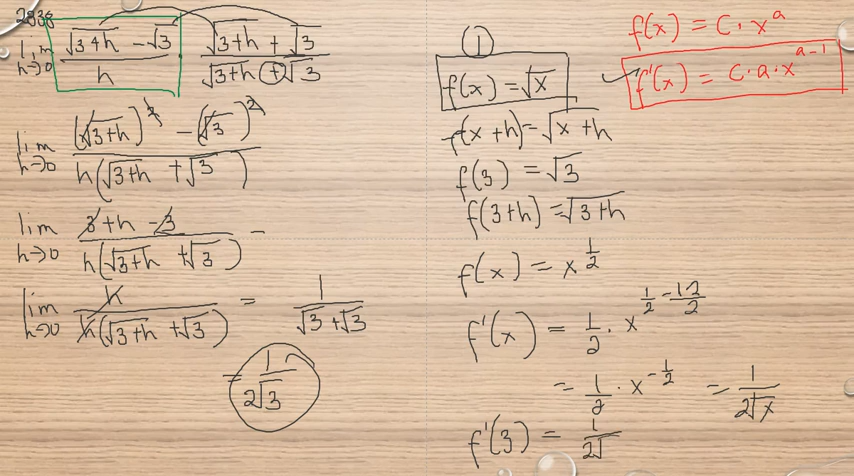 2838
lim h→0 (√(3+h) − √3)/h · (√(3+h) + √3)/(√(3+h) + √3)
lim h→0 ((√(3+h))² − (√3)²)/(h(√(3+h) + √3))
lim h→0 (3+h−3)/(h(√(3+h) + √3)) =
lim h→0 h/(h(√(3+h) + √3)) = 1/(√3 + √3)
= 1/(2√3)
①
f(x) = √x
f(x+h) = √(x+h)
f(3) = √3
f(3+h) = √(3+h)
f(x) = x^(1/2)
f'(x) = 1/2 · x^(1/2 − 1·2/2)
= 1/2 · x^(−1/2) = 1/(2√x)
f'(3) = 1/(2√
f(x) = C · x^a
f'(x) = C · a · x^(a−1)